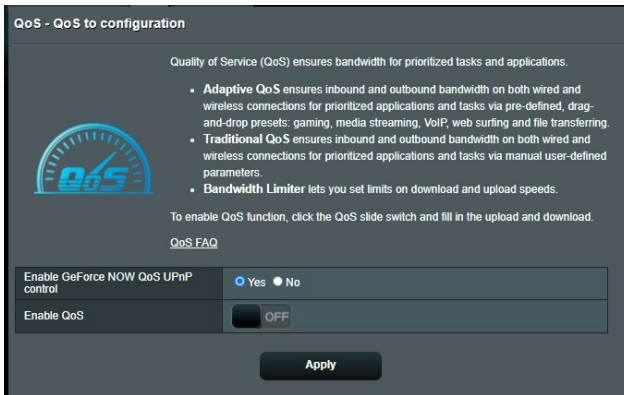 QoS - QoS to configuration
Quality of Service (QoS) ensures bandwidth for prioritized tasks and applications.
• Adaptive QoS ensures inbound and outbound bandwidth on both wired and
wireless connections for prioritized applications and tasks via pre-defined, drag-
and-drop presets: gaming, media streaming, VoIP, web surfing and file transferring.
• Traditional QoS ensures inbound and outbound bandwidth on both wired and
wireless connections for prioritized applications and tasks via manual user-defined
parameters.
• Bandwidth Limiter lets you set limits on download and upload speeds.
QoS
To enable QoS function, click the QoS slide switch and fill in the upload and download.
QoS FAQ
Enable GeForce NOW QoS UPnP
control
Yes No
Enable QoS
OFF
Apply